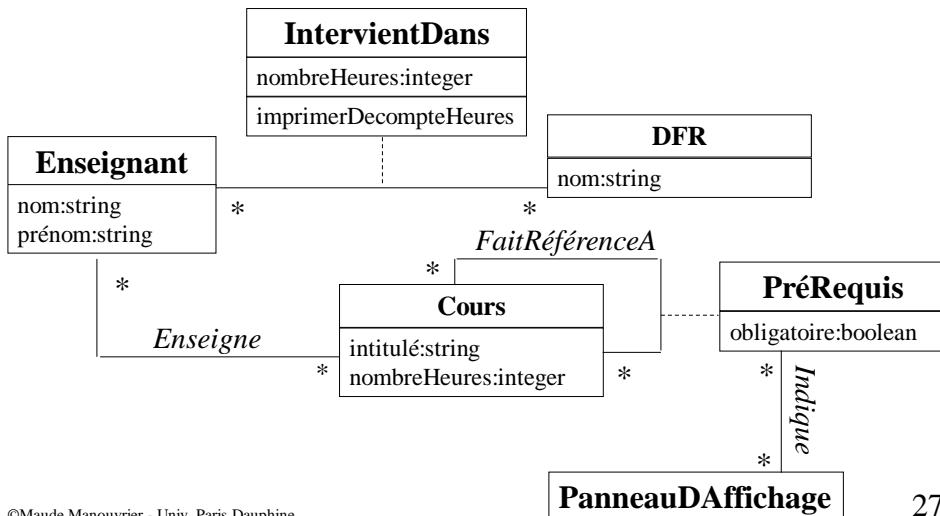 IntervientDans
nombreHeures:integer
imprimerDecompteHeures
DFR
nom:string
Enseignant
nom:string
prénom:string
*
*
FaitRéférenceA
*
*
Cours
intitulé:string
nombreHeures:integer
PréRequis
obligatoire:boolean
Enseigne
*
*
*
Indique
*
PanneauDAffichage
©Maude Manouvrier - Univ. Paris Dauphine
27